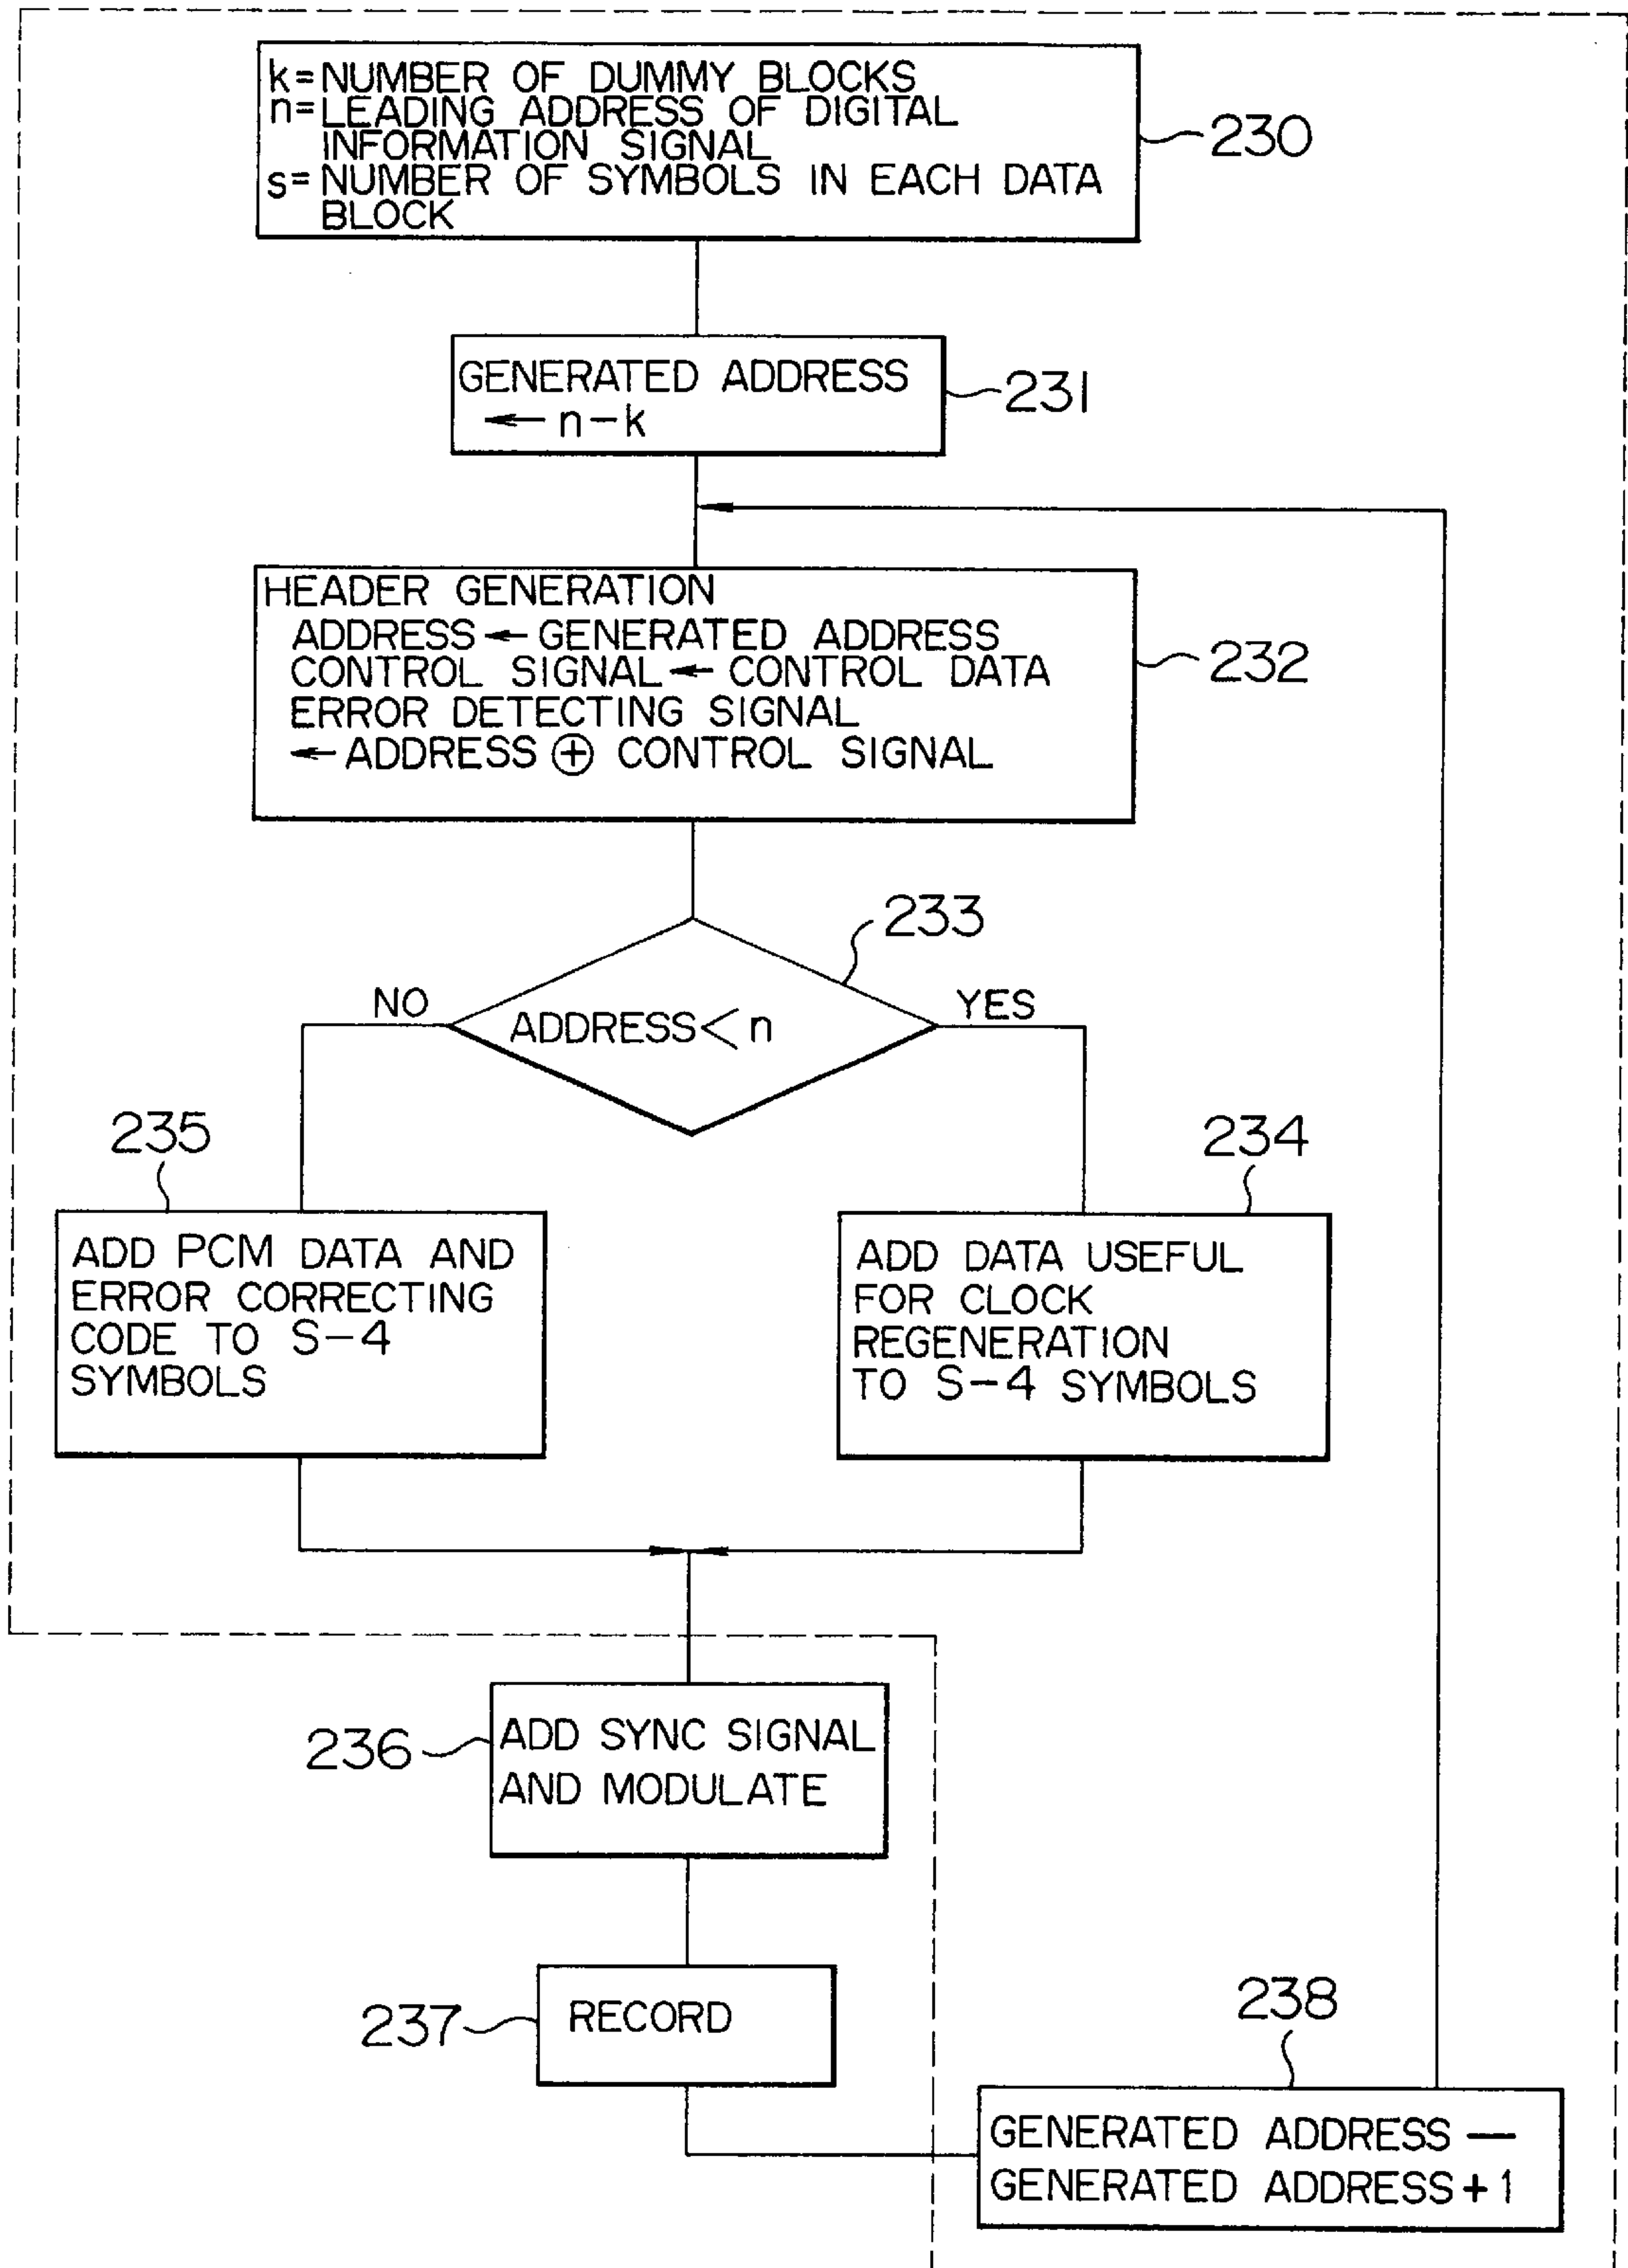 k=NUMBER OF DUMMY BLOCKS
n=LEADING ADDRESS OF DIGITAL
INFORMATION SIGNAL
s=NUMBER OF SYMBOLS IN EACH DATA
BLOCK
230
GENERATED ADDRESS
← n-k
231
HEADER GENERATION
ADDRESS ← GENERATED ADDRESS
CONTROL SIGNAL ← CONTROL DATA
ERROR DETECTING SIGNAL
← ADDRESS ⊕ CONTROL SIGNAL
232
233
NO
ADDRESS<n
YES
235
234
ADD PCM DATA AND
ERROR CORRECTING
CODE TO S-4
SYMBOLS
ADD DATA USEFUL
FOR CLOCK
REGENERATION
TO S-4 SYMBOLS
236
ADD SYNC SIGNAL
AND MODULATE
237
RECORD
238
GENERATED ADDRESS —
GENERATED ADDRESS+1